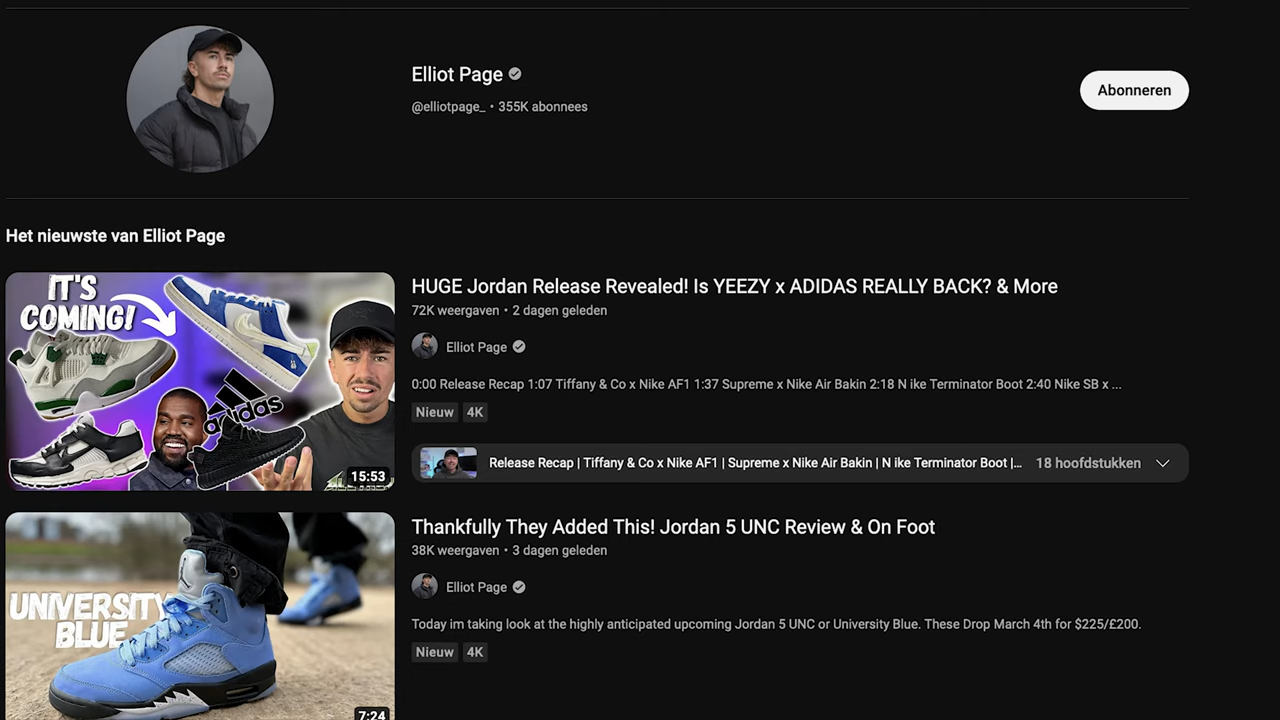 Elliot Page
@elliotpage_ • 355K abonnees
Abonneren
Het nieuwste van Elliot Page
IT'S
COMING!
adidas
15:53
HUGE Jordan Release Revealed! Is YEEZY x ADIDAS REALLY BACK? & More
72K weergaven • 2 dagen geleden
Elliot Page
0:00 Release Recap 1:07 Tiffany & Co x Nike AF1 1:37 Supreme x Nike Air Bakin 2:18 N ike Terminator Boot 2:40 Nike SB x ...
Nieuw 4K
Release Recap | Tiffany & Co x Nike AF1 | Supreme x Nike Air Bakin | N ike Terminator Boot |... 18 hoofdstukken
UNIVERSITY
BLUE
7:24
Thankfully They Added This! Jordan 5 UNC Review & On Foot
38K weergaven • 3 dagen geleden
Elliot Page
Today im taking look at the highly anticipated upcoming Jordan 5 UNC or University Blue. These Drop March 4th for $225/£200.
Nieuw 4K